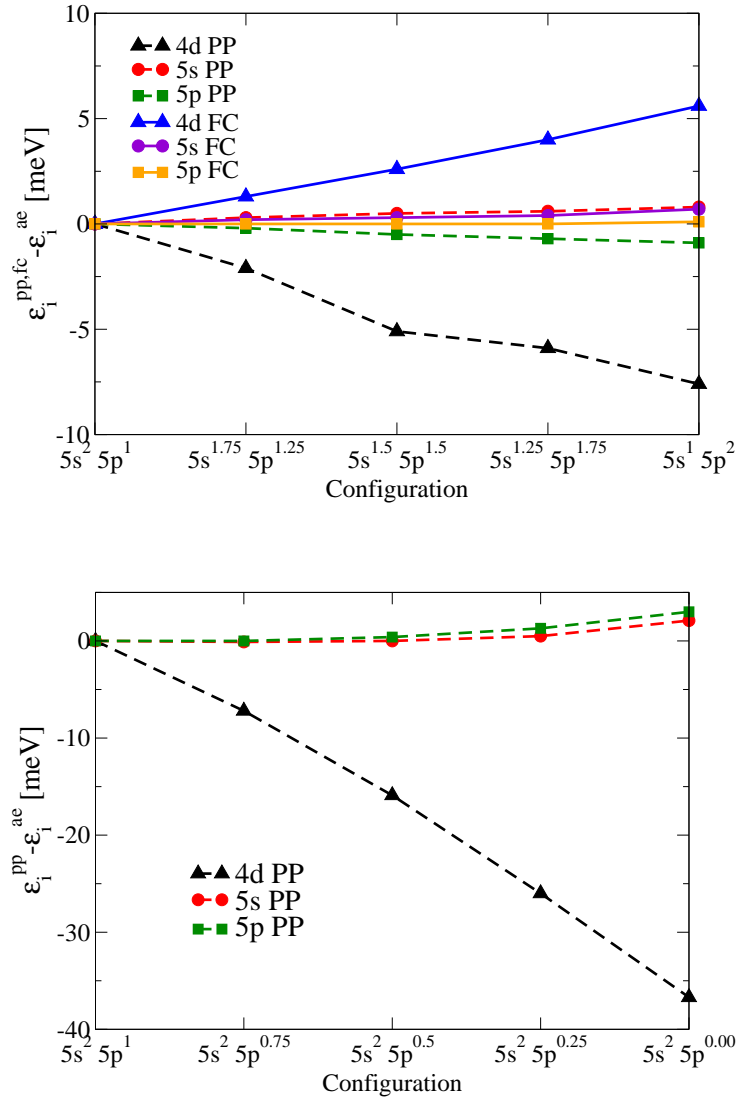 10
5
0
-5
-10
ε_i^{pp,fc}-ε_i^{ae} [meV]
4d PP
5s PP
5p PP
4d FC
5s FC
5p FC
5s^2 5p^1
5s^{1.75} 5p^{1.25}
5s^{1.5} 5p^{1.5}
5s^{1.25} 5p^{1.75}
5s^1 5p^2
Configuration
0
-10
-20
-30
-40
ε_i^{pp}-ε_i^{ae} [meV]
4d PP
5s PP
5p PP
5s^2 5p^1
5s^2 5p^{0.75}
5s^2 5p^{0.5}
5s^2 5p^{0.25}
5s^2 5p^{0.00}
Configuration